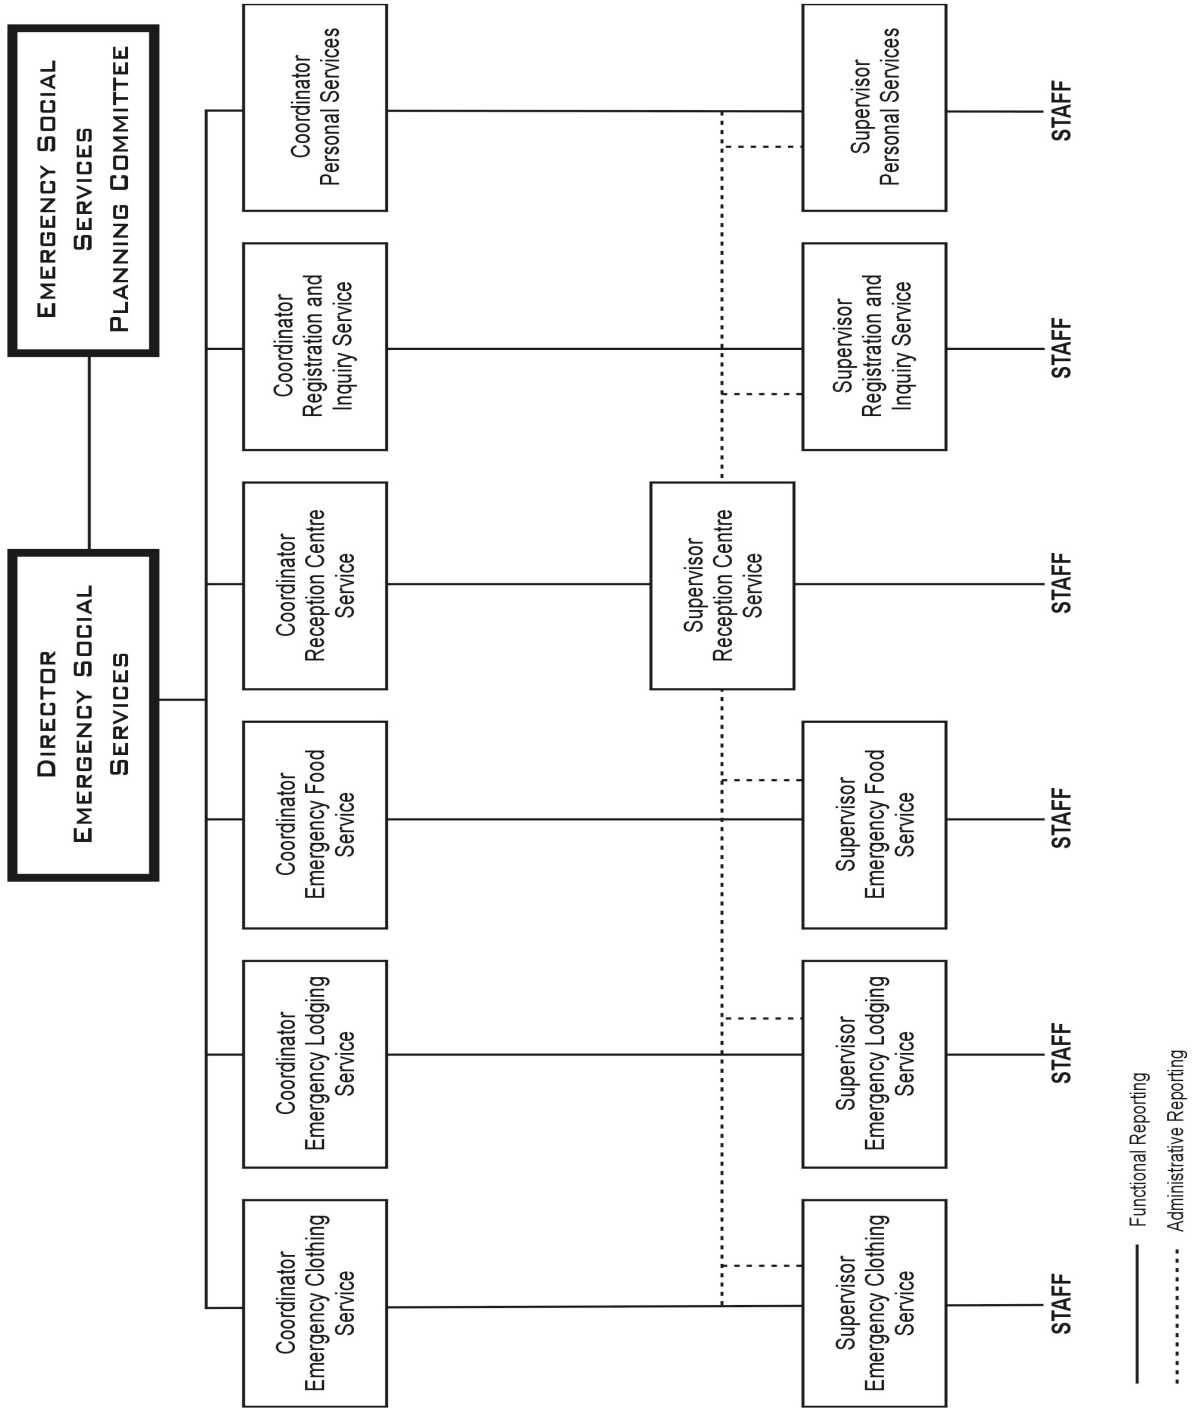 DIRECTOR
EMERGENCY SOCIAL
SERVICES
EMERGENCY SOCIAL
SERVICES
PLANNING COMMITTEE
Coordinator
Emergency Clothing
Service
Coordinator
Emergency Lodging
Service
Coordinator
Emergency Food
Service
Coordinator
Reception Centre
Service
Coordinator
Registration and
Inquiry Service
Coordinator
Personal Services
Supervisor
Reception Centre
Service
Supervisor
Emergency Clothing
Service
Supervisor
Emergency Lodging
Service
Supervisor
Emergency Food
Service
Supervisor
Registration and
Inquiry Service
Supervisor
Personal Services
STAFF
STAFF
STAFF
STAFF
STAFF
STAFF
Functional Reporting
Administrative Reporting